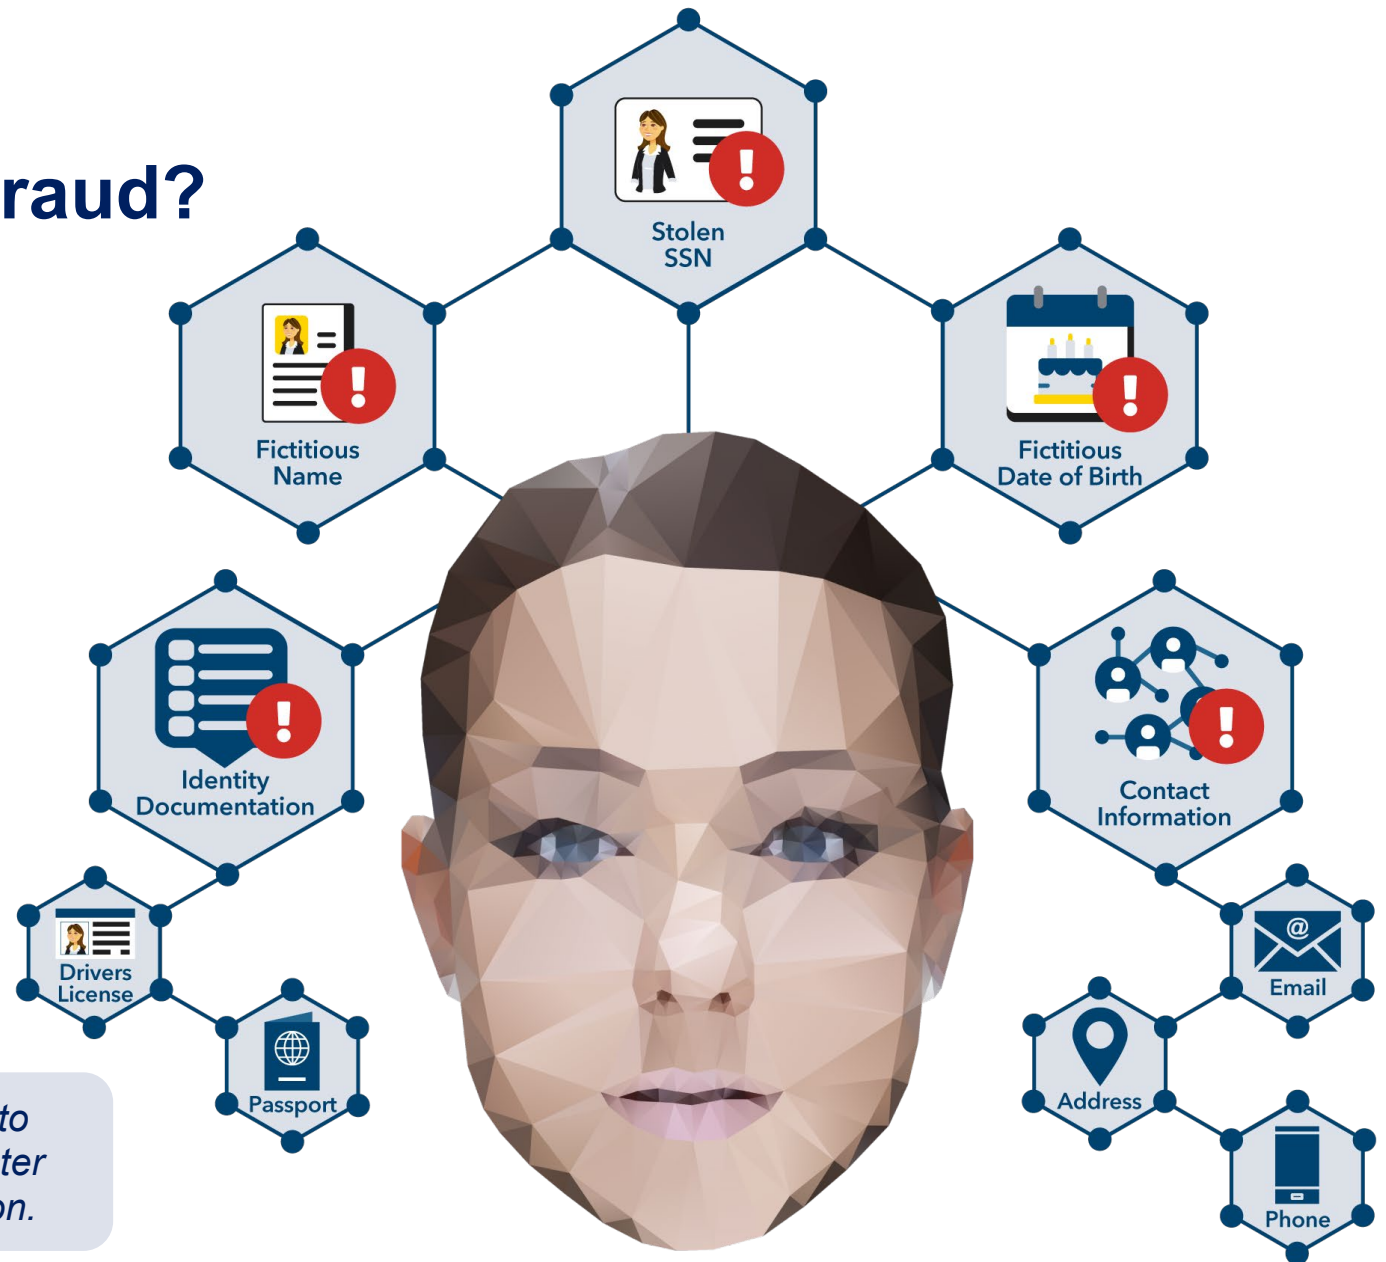 raud?
Stolen
SSN
Fictitious
Name
Fictitious
Date of Birth
Identity
Documentation
Contact
Information
Drivers
License
Passport
@
Email
Address
Phone
to
ter
on.